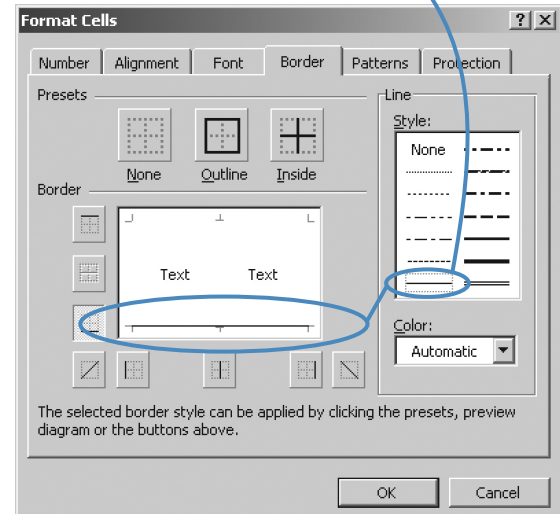 Format Cells
Number Alignment Font Border Patterns Protection
Presets
None Outline Inside
Border
Text Text
Line
Style:
None
Color:
Automatic
The selected border style can be applied by clicking the presets, preview
diagram or the buttons above.
OK Cancel